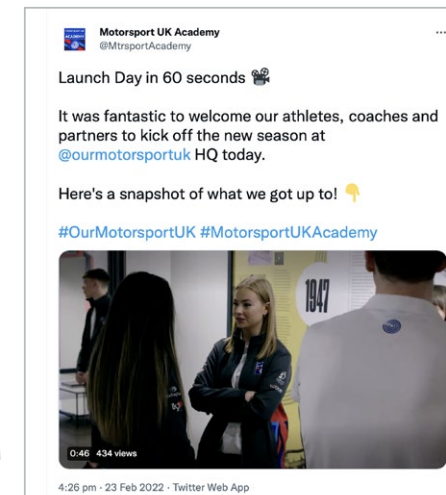 Motorsport UK Academy
@MtrsportAcademy
Launch Day in 60 seconds 🎥
It was fantastic to welcome our athletes, coaches and
partners to kick off the new season at
@ourmotorsportuk HQ today.
Here's a snapshot of what we got up to! 👇
#OurMotorsportUK #MotorsportUKAcademy
1947
0:46 434 views
4:26 pm · 23 Feb 2022 · Twitter Web App